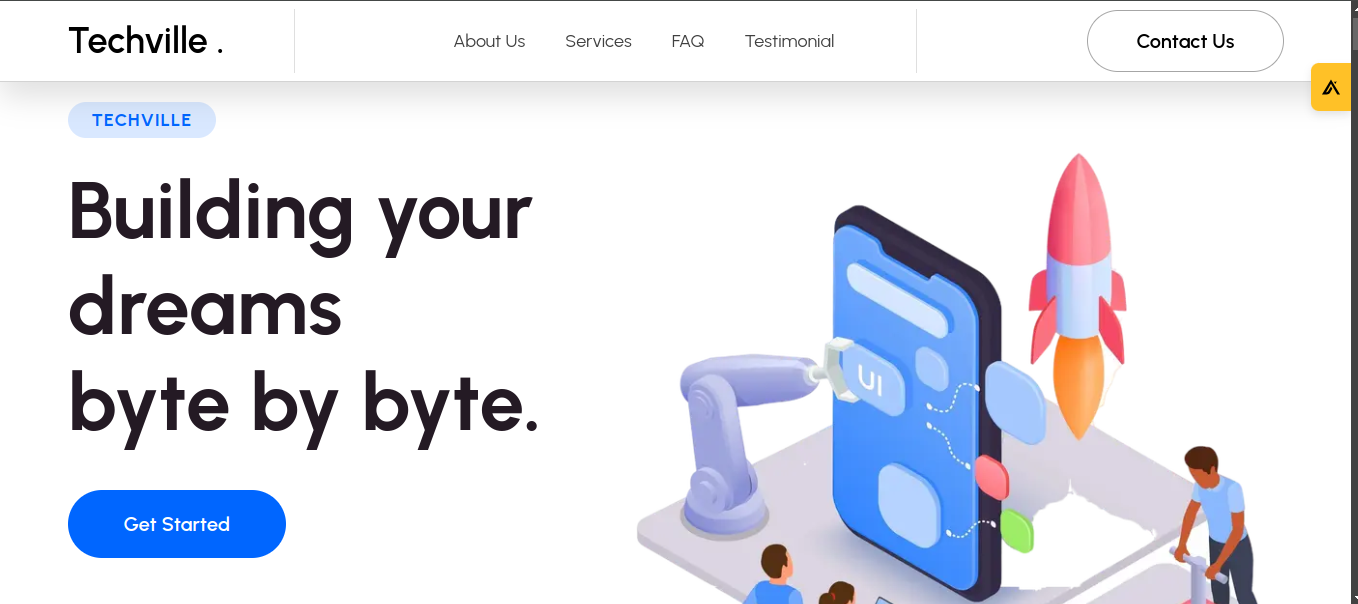 Techville .
About Us
Services
FAQ
Testimonial
Contact Us
TECHVILLE
Building your
dreams
byte by byte.
Get Started
UI